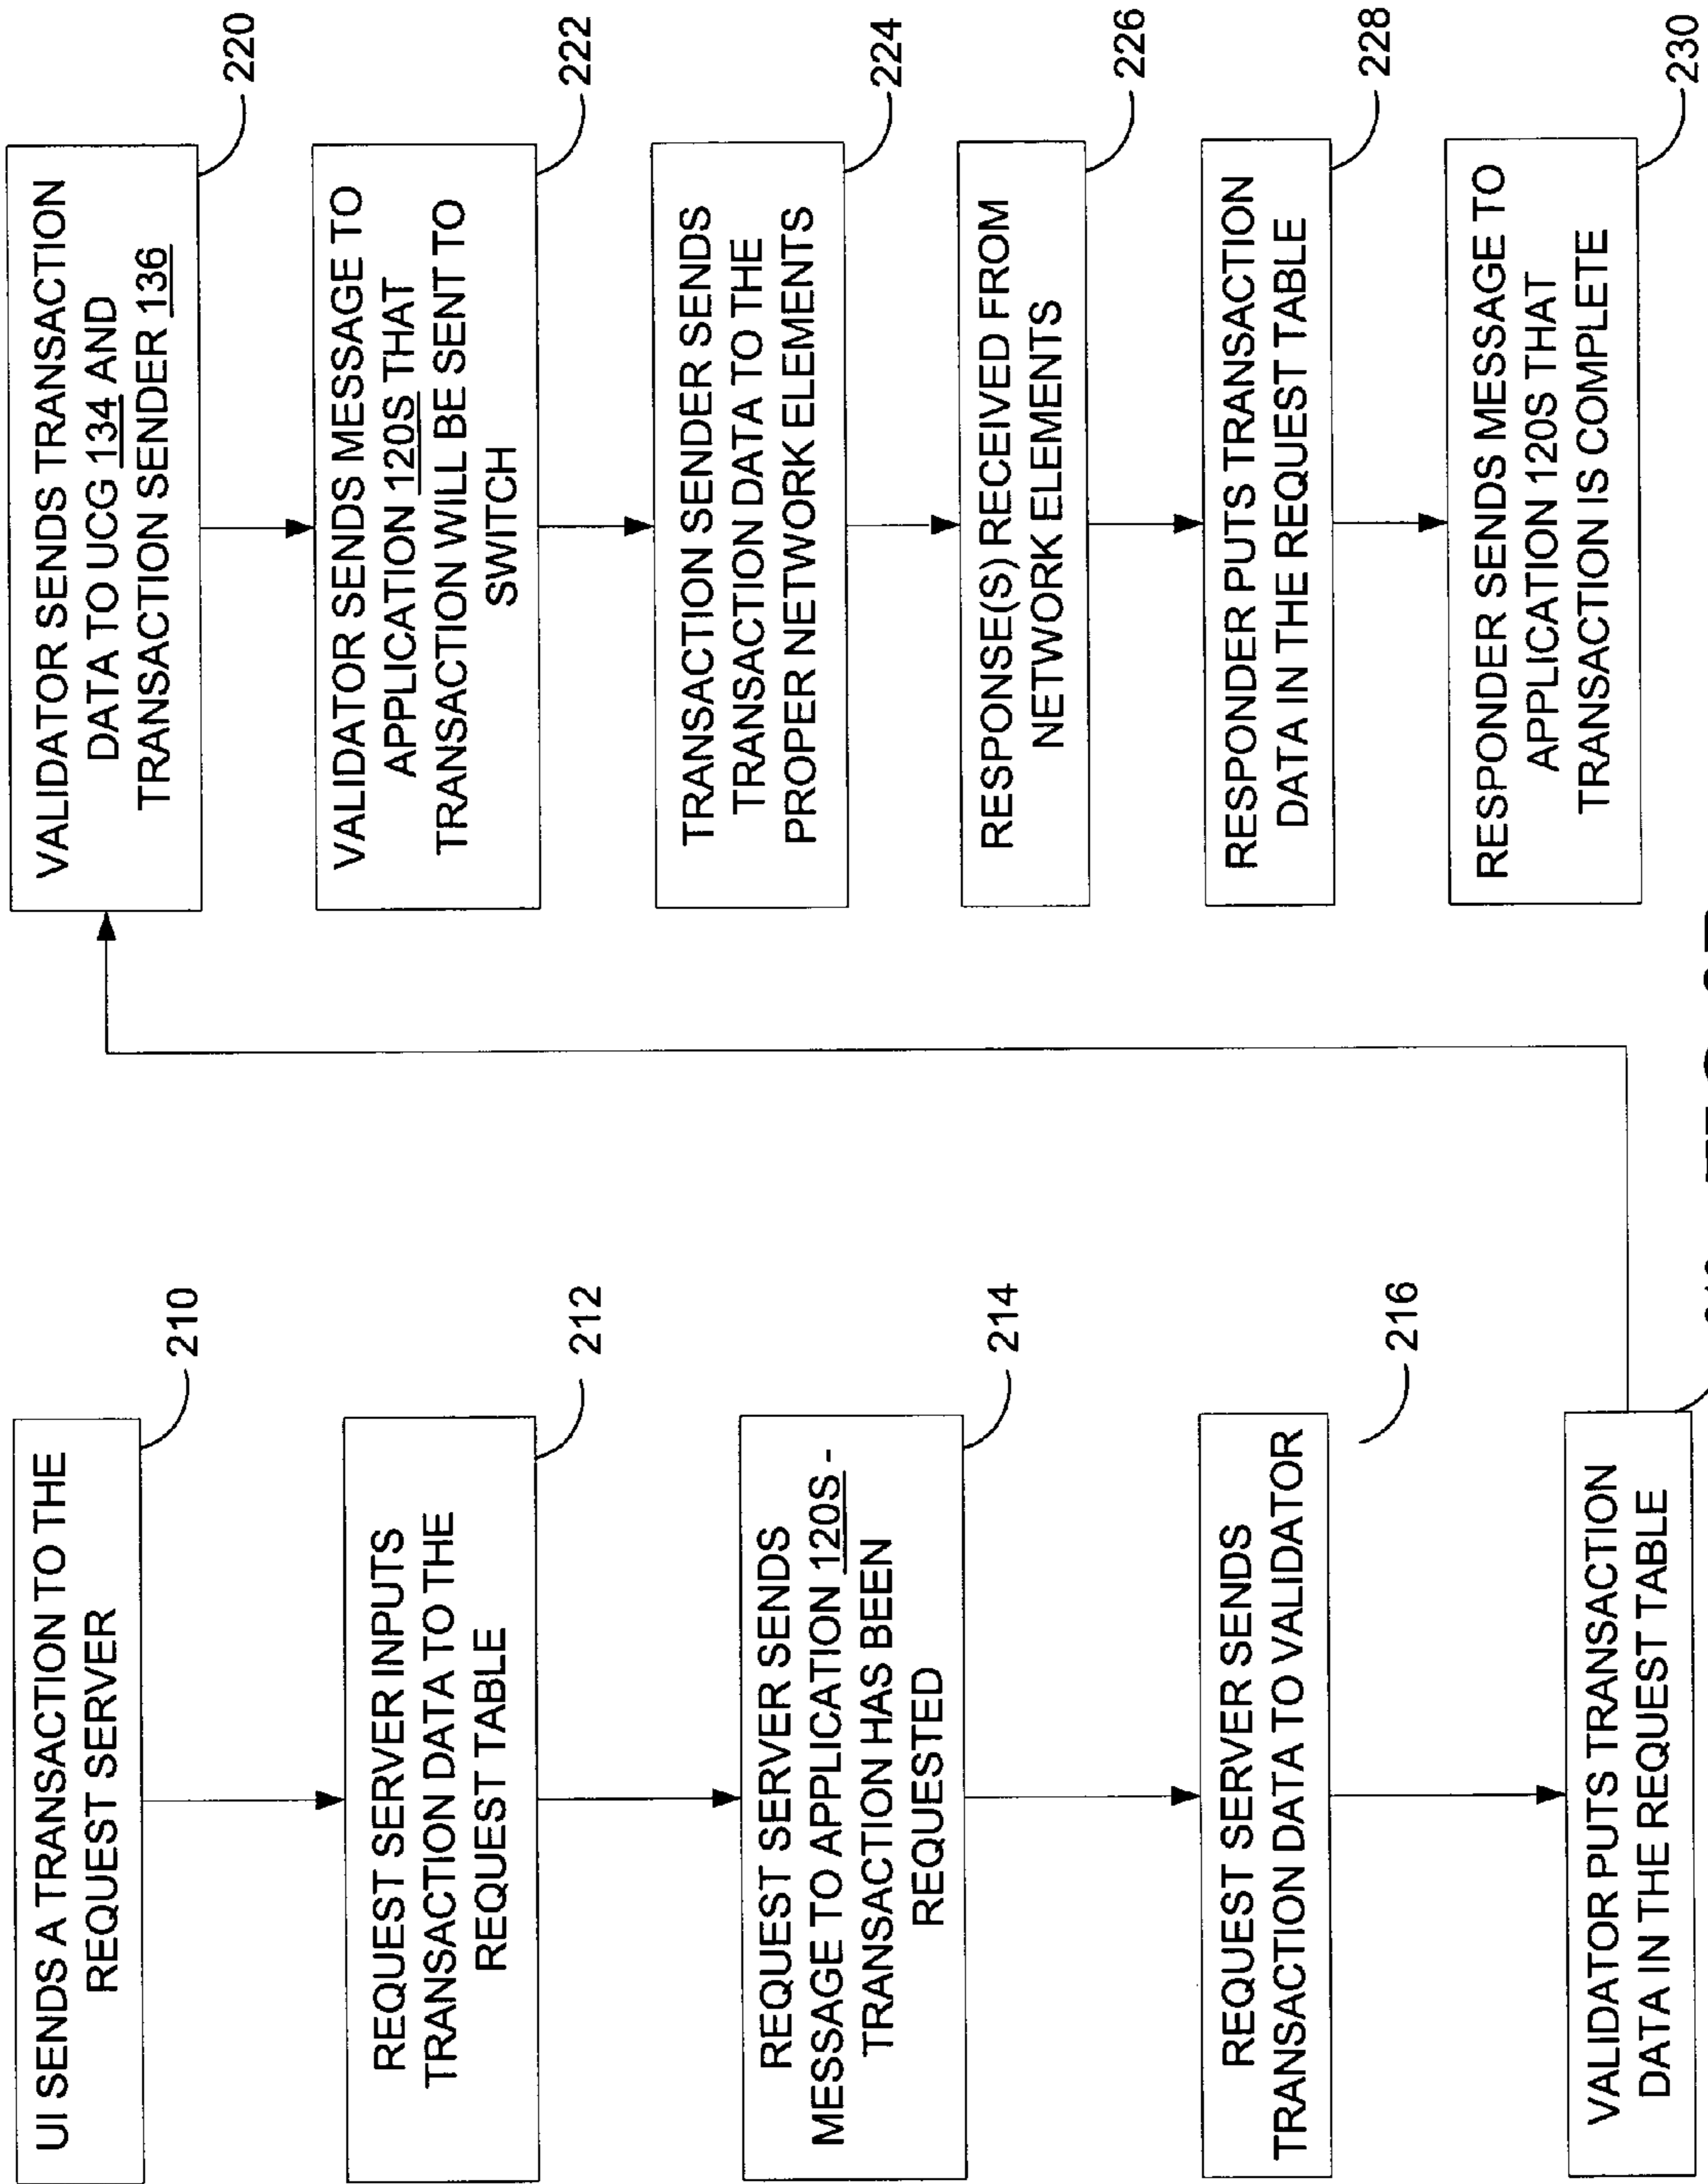 UI SENDS A TRANSACTION TO THE
REQUEST SERVER
210
REQUEST SERVER INPUTS
TRANSACTION DATA TO THE
REQUEST TABLE
212
REQUEST SERVER SENDS
MESSAGE TO APPLICATION 120S -
TRANSACTION HAS BEEN
REQUESTED
214
REQUEST SERVER SENDS
TRANSACTION DATA TO VALIDATOR
216
VALIDATOR PUTS TRANSACTION
DATA IN THE REQUEST TABLE
VALIDATOR SENDS TRANSACTION
DATA TO UCG 134 AND
TRANSACTION SENDER 136
220
VALIDATOR SENDS MESSAGE TO
APPLICATION 120S THAT
TRANSACTION WILL BE SENT TO
SWITCH
222
TRANSACTION SENDER SENDS
TRANSACTION DATA TO THE
PROPER NETWORK ELEMENTS
224
RESPONSE(S) RECEIVED FROM
NETWORK ELEMENTS
226
RESPONDER PUTS TRANSACTION
DATA IN THE REQUEST TABLE
228
RESPONDER SENDS MESSAGE TO
APPLICATION 120S THAT
TRANSACTION IS COMPLETE
230